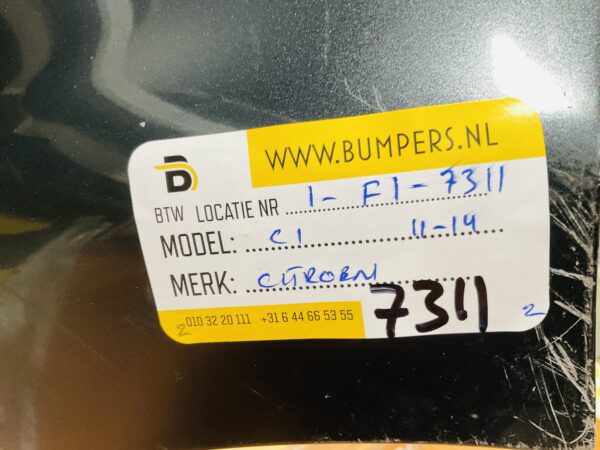 WWW.BUMPERS.NL
B
BTW LOCATIE NR 1- F1-7311
MODEL: C1 11-14
MERK: CITROEN
010 32 20 111 +31 6 44 66 53 55
7311
2 2